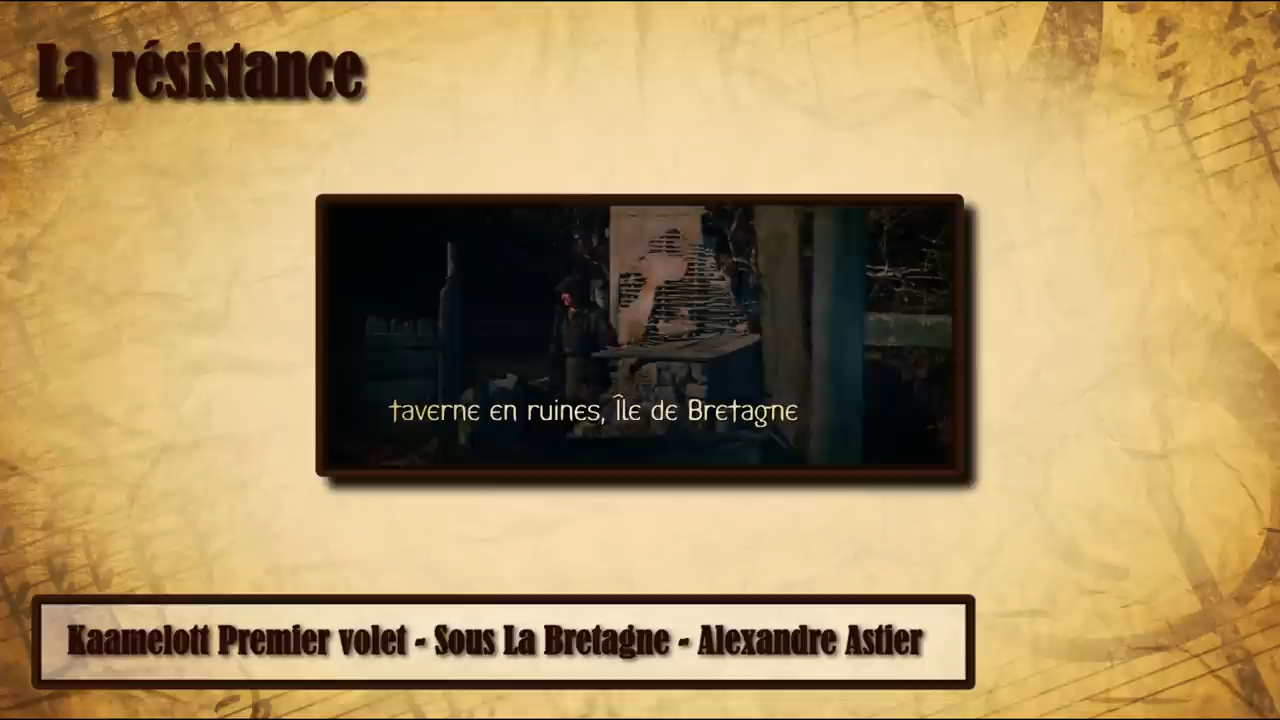 La résistance
taverne en ruines, Île de Bretagne
Kaamelott Premier volet - Sous La Bretagne - Alexandre Astier